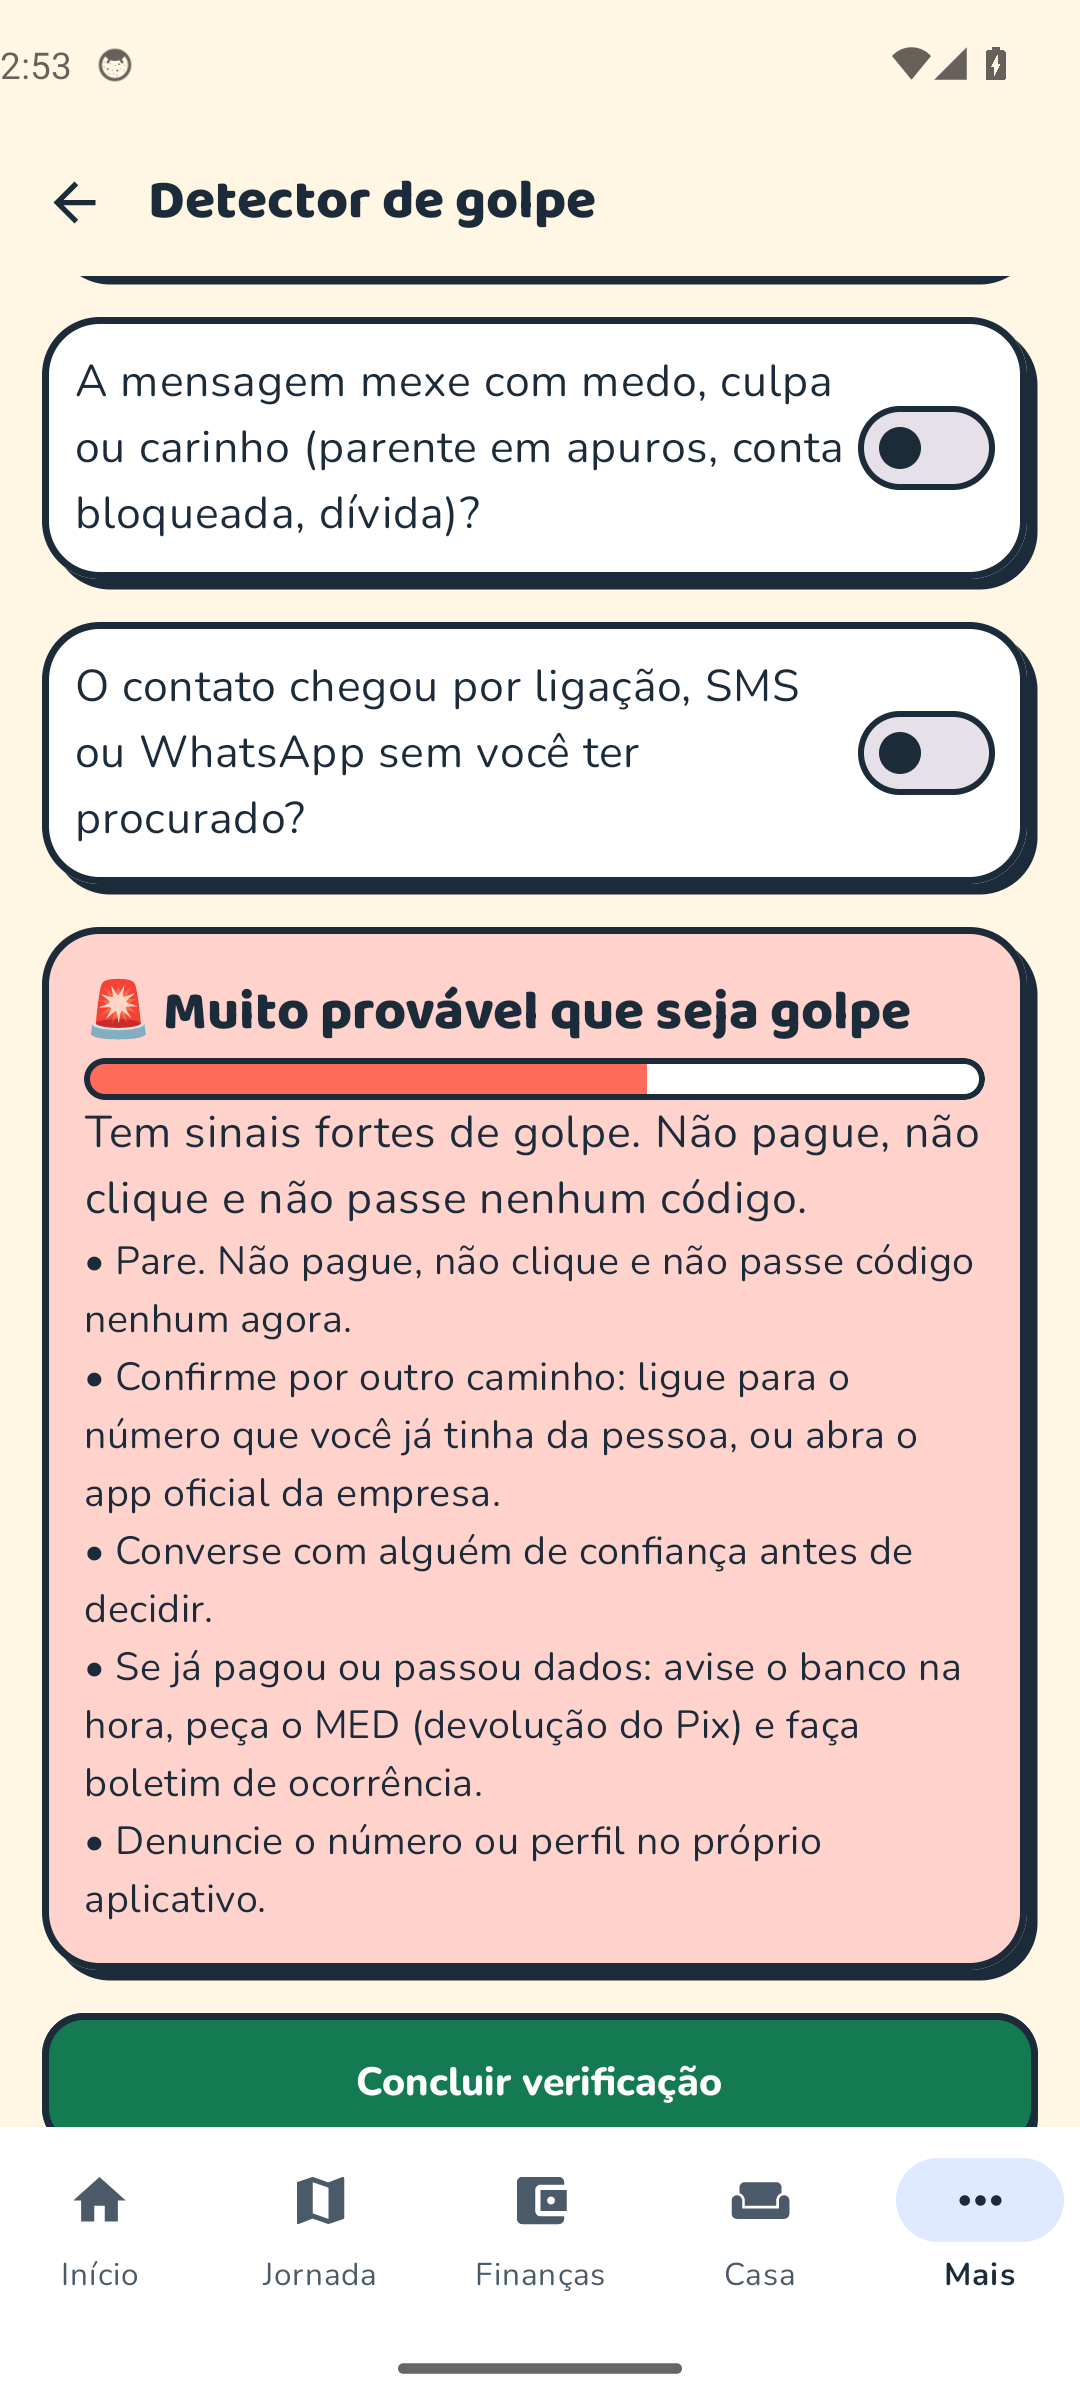 2:53
Detector de golpe
A mensagem mexe com medo, culpa
ou carinho (parente em apuros, conta
bloqueada, dívida)?
O contato chegou por ligação, SMS
ou WhatsApp sem você ter
procurado?
🚨 Muito provável que seja golpe
Tem sinais fortes de golpe. Não pague, não
clique e não passe nenhum código.
• Pare. Não pague, não clique e não passe código
nenhum agora.
• Confirme por outro caminho: ligue para o
número que você já tinha da pessoa, ou abra o
app oficial da empresa.
• Converse com alguém de confiança antes de
decidir.
• Se já pagou ou passou dados: avise o banco na
hora, peça o MED (devolução do Pix) e faça
boletim de ocorrência.
• Denuncie o número ou perfil no próprio
aplicativo.
Concluir verificação
Início
Jornada
Finanças
Casa
Mais